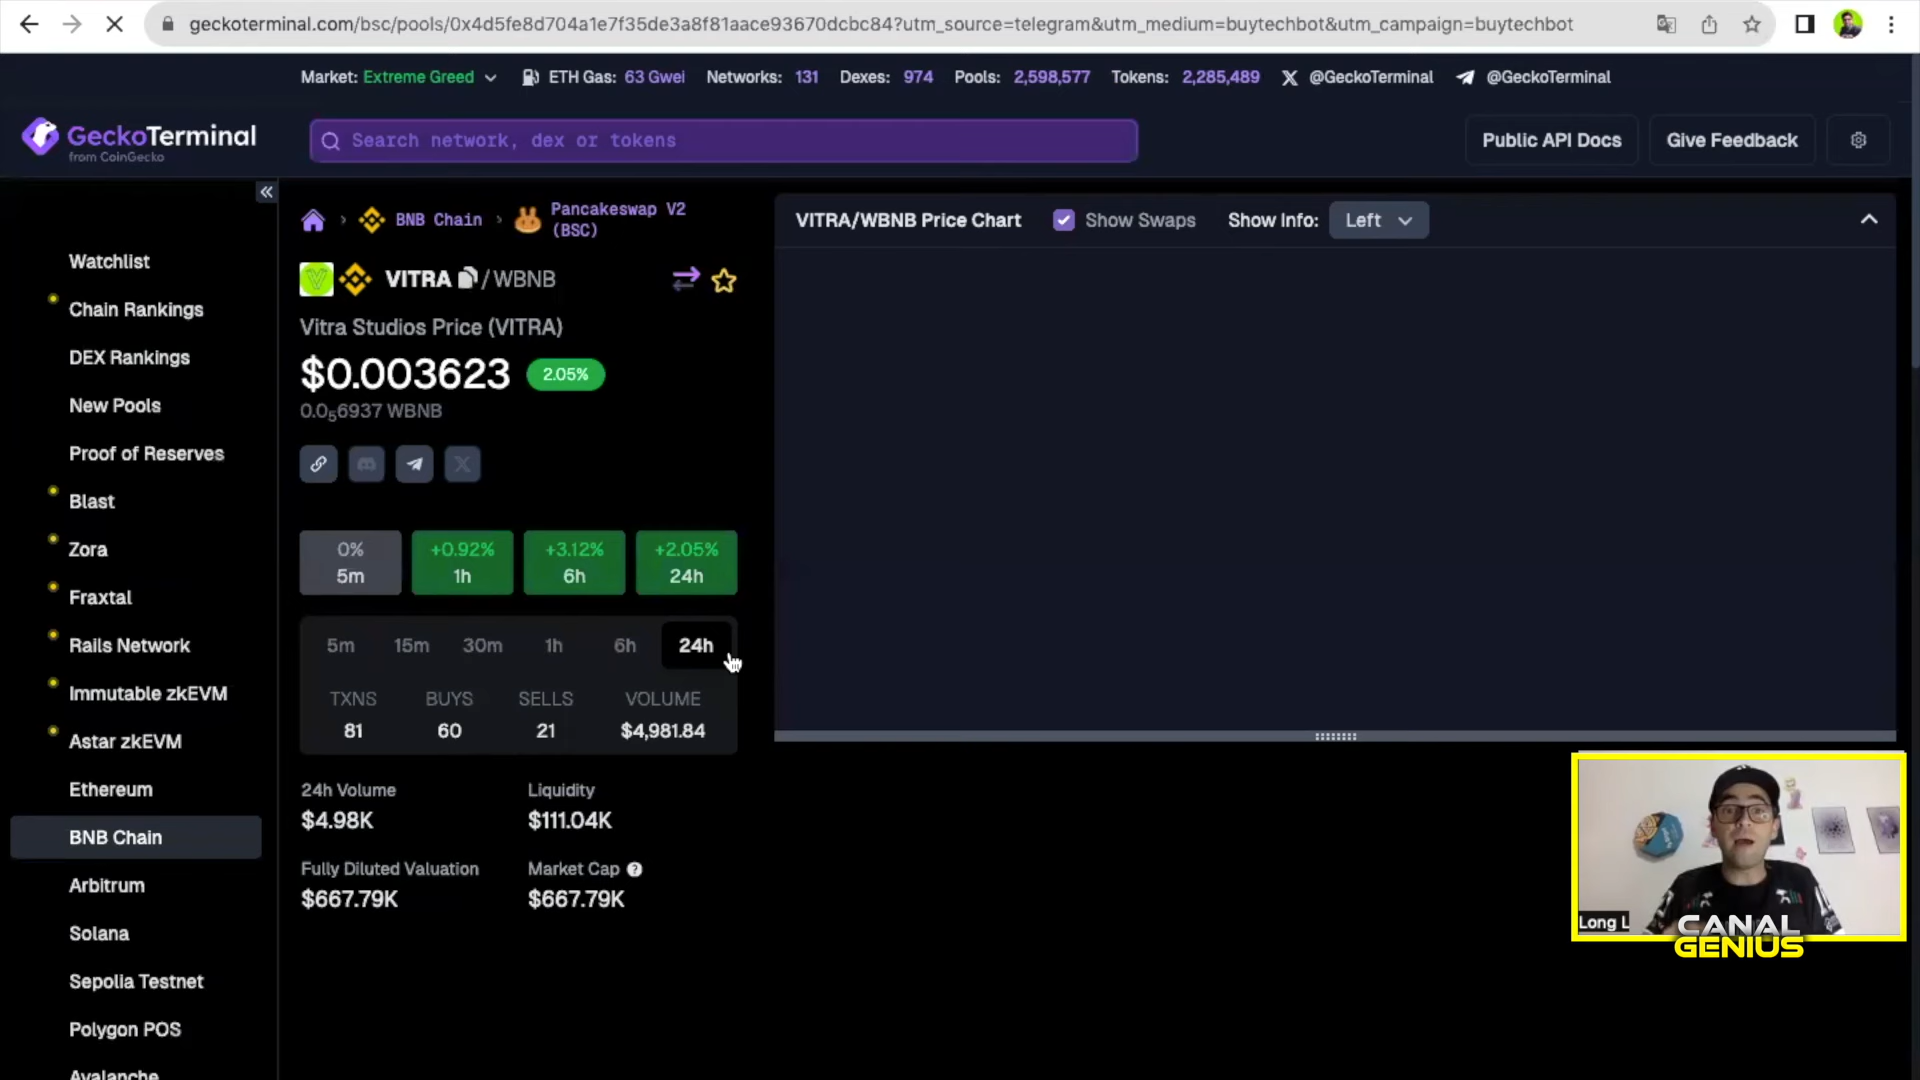 geckoterminal.com/bsc/pools/0x4d5fe8d704a1e7f35de3a8f81aace93670dcbc84?utm_source=telegram&utm_medium=buytechbot&utm_campaign=buytechbot
Market: Extreme Greed ETH Gas: 63 Gwei Networks: 131 Dexes: 974 Pools: 2,598,577 Tokens: 2,285,489 @GeckoTerminal @GeckoTerminal
GeckoTerminal
from CoinGecko
Search network, dex or tokens
Public API Docs
Give Feedback
Watchlist
Chain Rankings
DEX Rankings
New Pools
Proof of Reserves
Blast
Zora
Fraxtal
Rails Network
Immutable zkEVM
Astar zkEVM
Ethereum
BNB Chain
Arbitrum
Solana
Sepolia Testnet
Polygon POS
Avalanche
BNB Chain
Pancakeswap V2
(BSC)
VITRA /WBNB
Vitra Studios Price (VITRA)
$0.003623 2.05%
0.0₅6937 WBNB
0% +0.92% +3.12% +2.05%
5m 1h 6h 24h
5m 15m 30m 1h 6h 24h
TXNS BUYS SELLS VOLUME
81 60 21 $4,981.84
24h Volume Liquidity
$4.98K $111.04K
Fully Diluted Valuation Market Cap ?
$667.79K $667.79K
VITRA/WBNB Price Chart Show Swaps Show Info: Left
Long L
CANAL
GENIUS